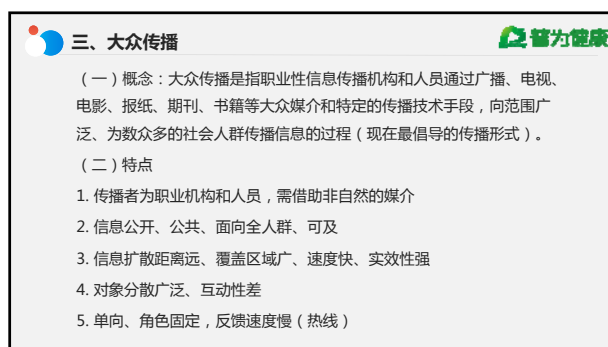 三、大众传播
普为健康
（一）概念：大众传播是指职业性信息传播机构和人员通过广播、电视、
电影、报纸、期刊、书籍等大众媒介和特定的传播技术手段，向范围广
泛、为数众多的社会人群传播信息的过程（现在最倡导的传播形式）。
（二）特点
1. 传播者为职业机构和人员，需借助非自然的媒介
2. 信息公开、公共、面向全人群、可及
3. 信息扩散距离远、覆盖区域广、速度快、实效性强
4. 对象分散广泛、互动性差
5. 单向、角色固定，反馈速度慢（热线）